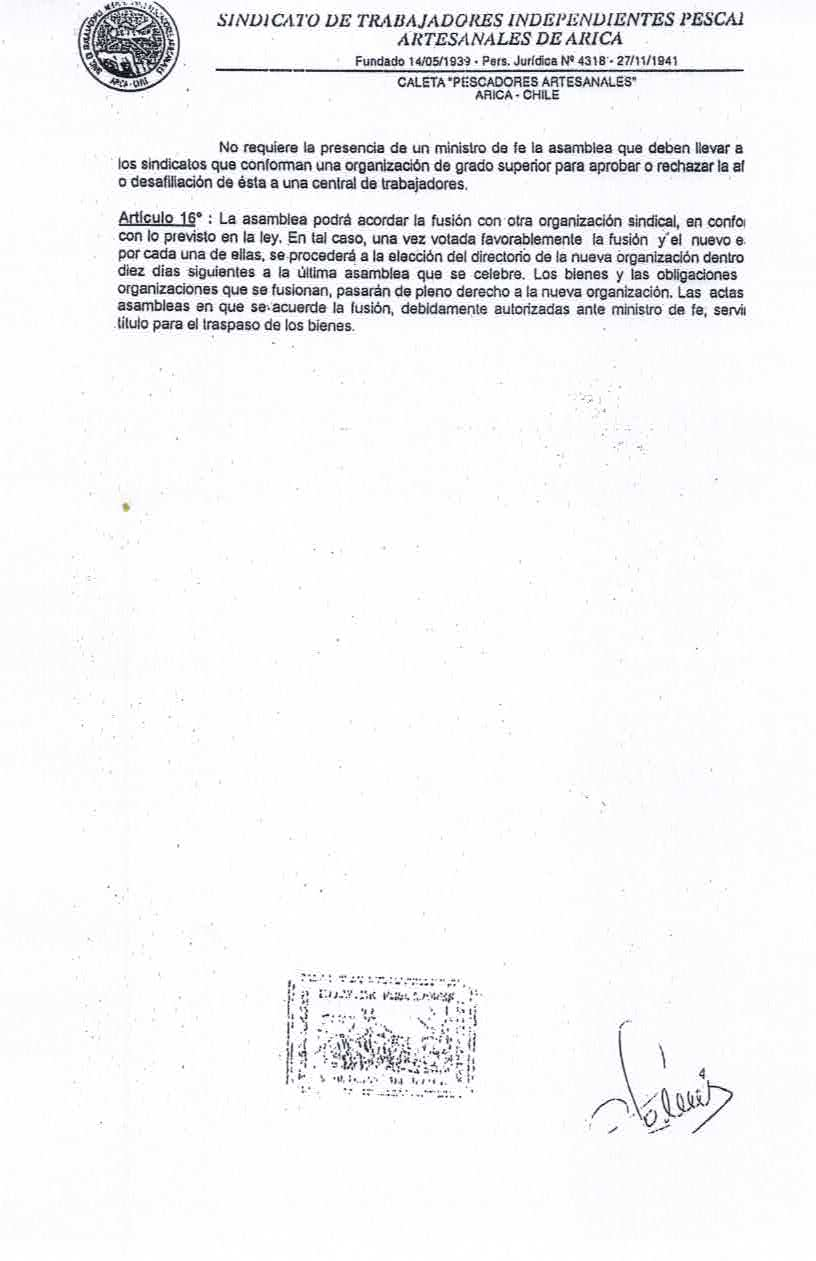 SINDICATO DE TRABAJADORES INDEPENDIENTES PESCAI
ARTESANALES DE ARICA
Fundado 14/05/1939 - Pers. Jurídica Nº 4318 - 27/11/1941
CALETA "PESCADORES ARTESANALES"
ARICA - CHILE
ARICA - CHILE
No requiere la presencia de un ministro de fe la asamblea que deben llevar a
los sindicatos que conforman una organización de grado superior para aprobar o rechazar la af
o desafiliación de ésta a una central de trabajadores.
Artículo 16º : La asamblea podrá acordar la fusión con otra organización sindical, en confor
con lo previsto en la ley. En tal caso, una vez votada favorablemente la fusión y el nuevo e
por cada una de ellas, se procederá a la elección del directorio de la nueva organización dentro
diez días siguientes a la última asamblea que se celebre. Los bienes y las obligaciones
organizaciones que se fusionan, pasarán de pleno derecho a la nueva organización. Las actas
asambleas en que se acuerde la fusión, debidamente autorizadas ante ministro de fe, servi
título para el traspaso de los bienes.
4